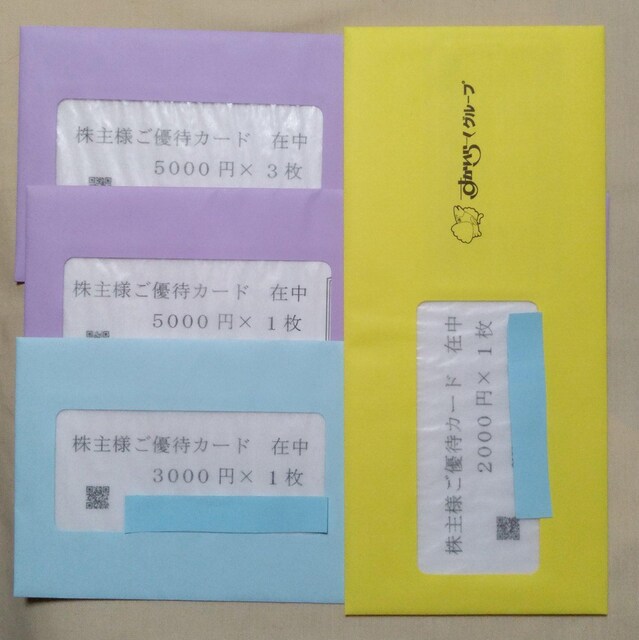 株主様ご優待カード 在中
5000円× 3枚
株主様ご優待カード 在中
5000円× 1枚
株主様ご優待カード 在中
3000円× 1枚
すかいらーくグループ
株主様ご優待カード 在中
2000円× 1枚